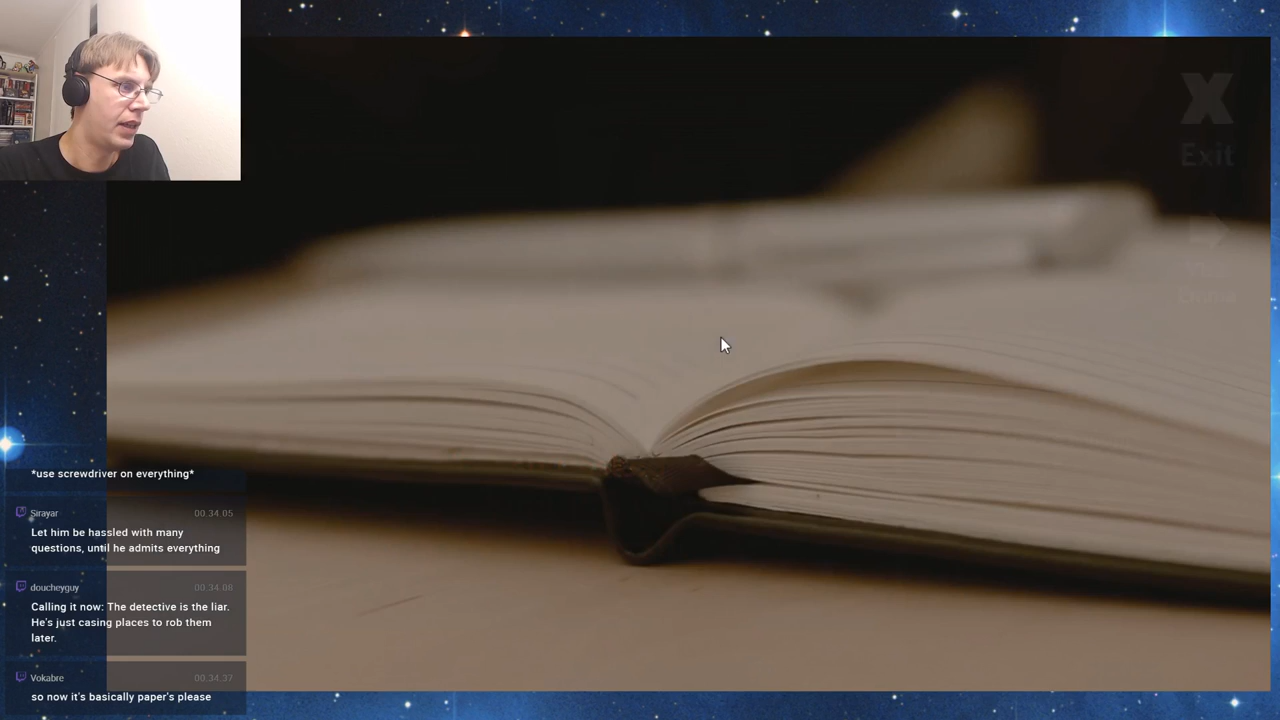 X
Exit
*use screwdriver on everything*
Sirayar 00.34.05
Let him be hassled with many
questions, until he admits everything
doucheyguy 00.34.08
Calling it now: The detective is the liar.
He's just casing places to rob them
later.
Vokabre 00.34.37
so now it's basically paper's please